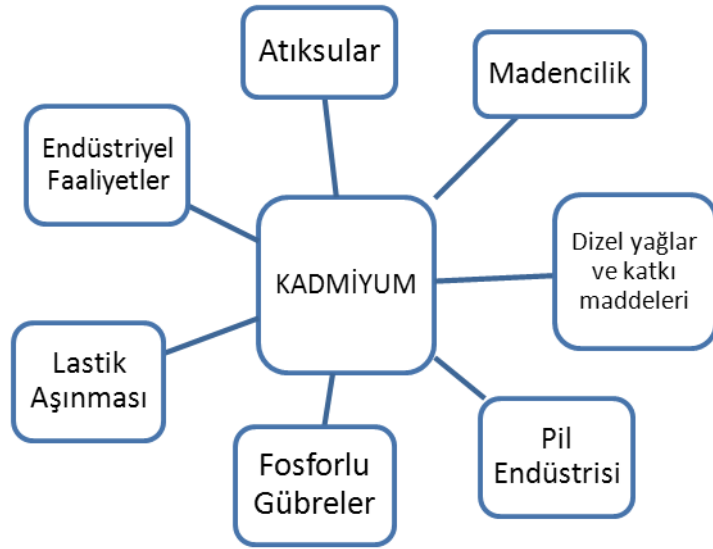 Atıksular
Madencilik
Endüstriyel
Faaliyetler
KADMİYUM
Dizel yağlar
ve katkı
maddeleri
Lastik
Aşınması
Fosforlu
Gübreler
Pil
Endüstrisi